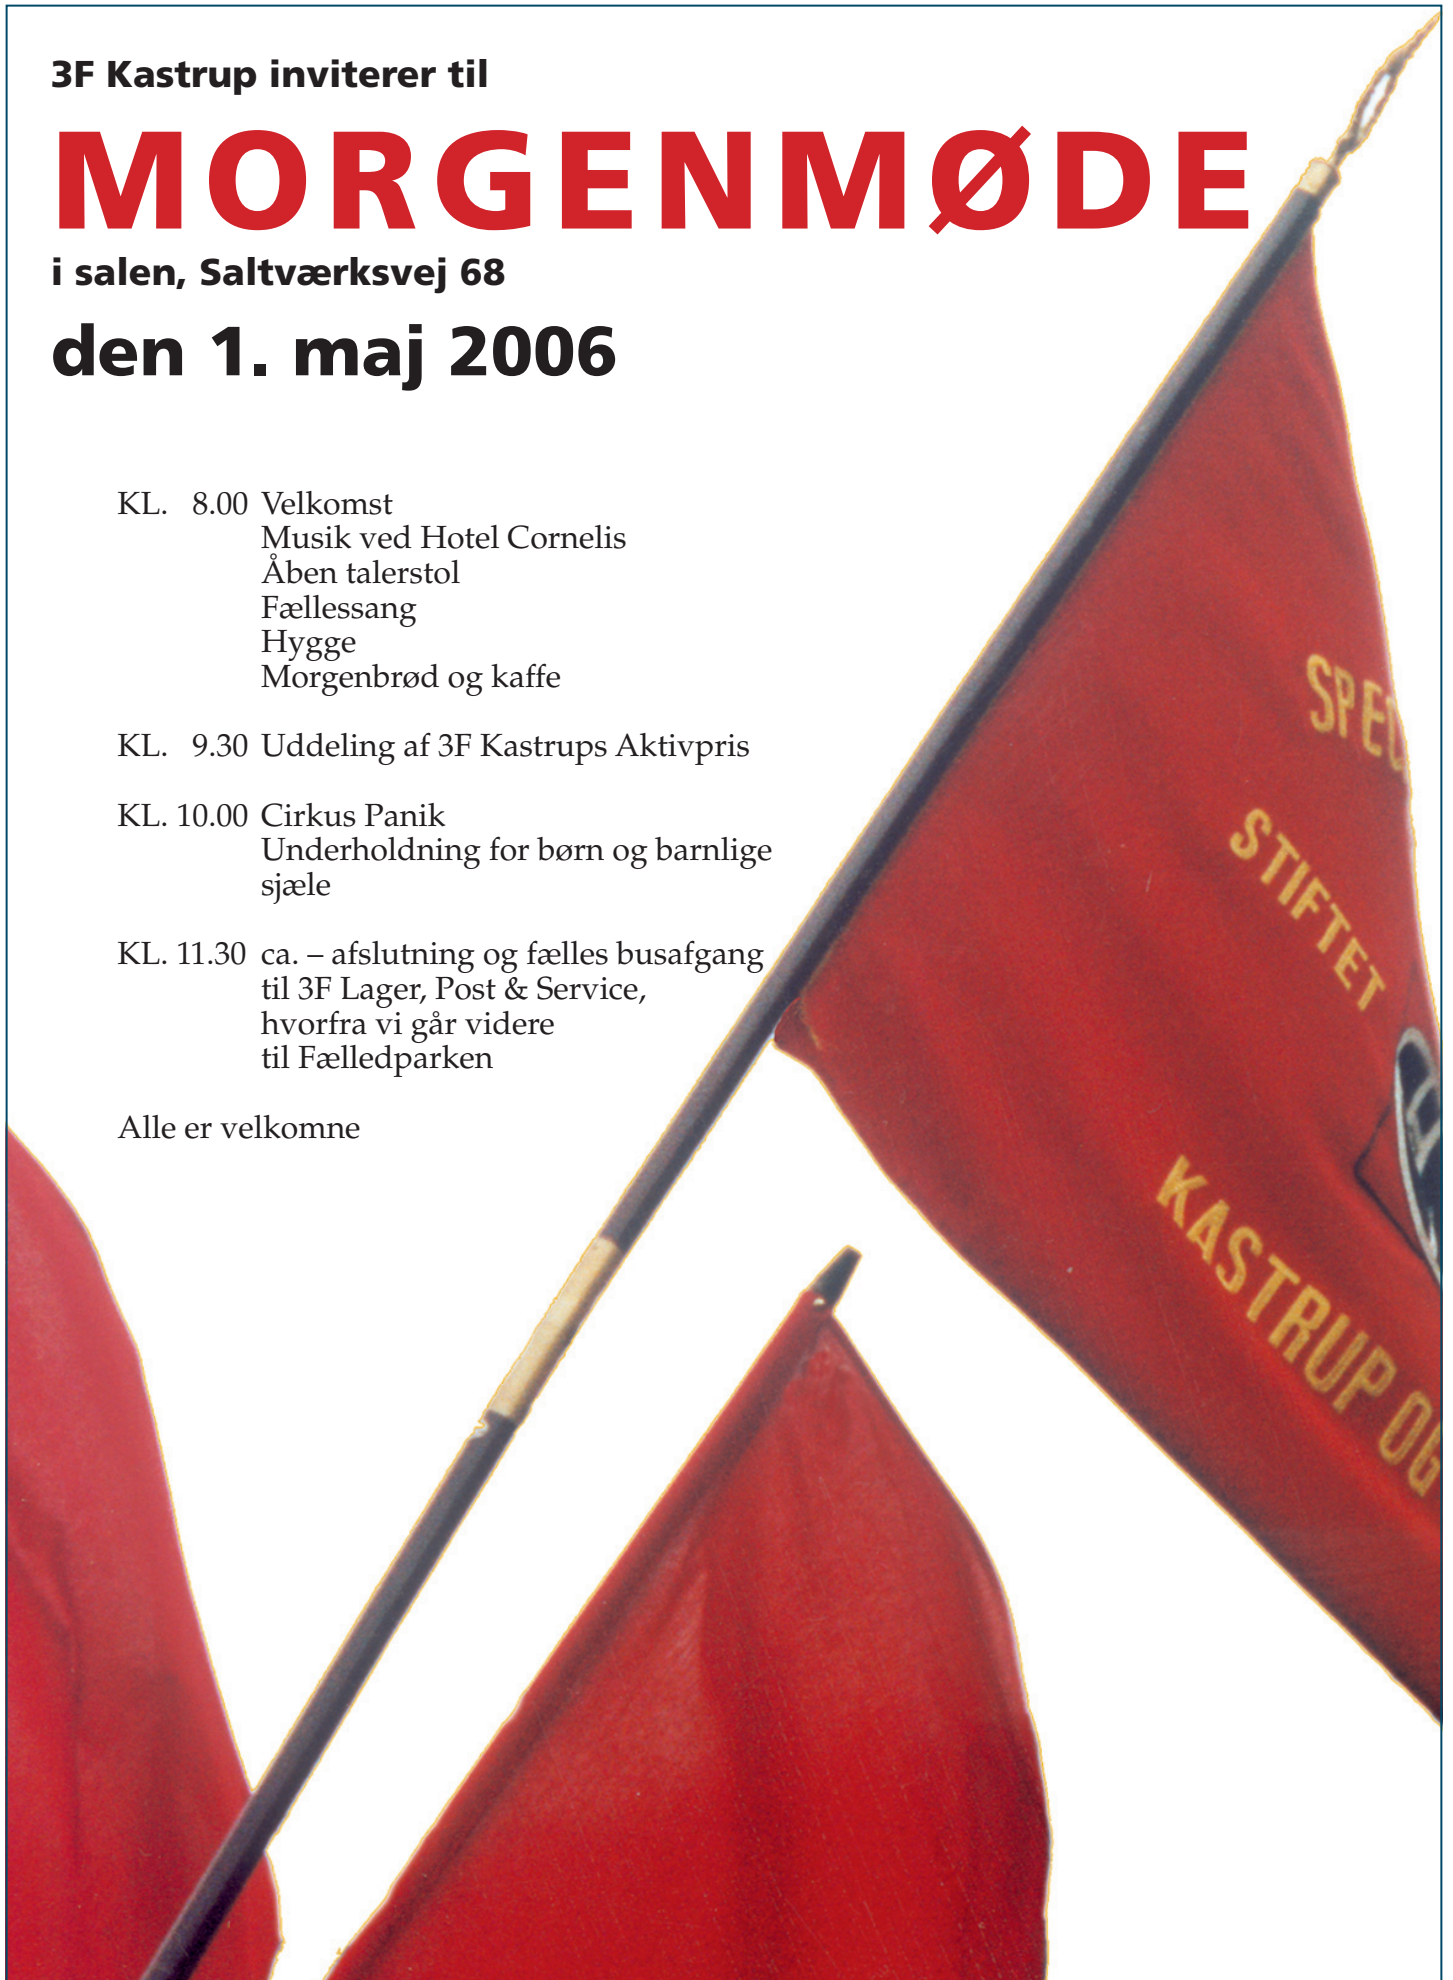 3F Kastrup inviterer til
MORGENMØDE
i salen, Saltværksvej 68
den 1. maj 2006
KL. 8.00 Velkomst
Musik ved Hotel Cornelis
Åben talerstol
Fællessang
Hygge
Morgenbrød og kaffe
KL. 9.30 Uddeling af 3F Kastrups Aktivpris
KL. 10.00 Cirkus Panik
Underholdning for børn og barnlige
sjæle
KL. 11.30 ca. – afslutning og fælles busafgang
til 3F Lager, Post & Service,
hvorfra vi går videre
til Fælledparken
Alle er velkomne
STIFTET
KASTRUP OG